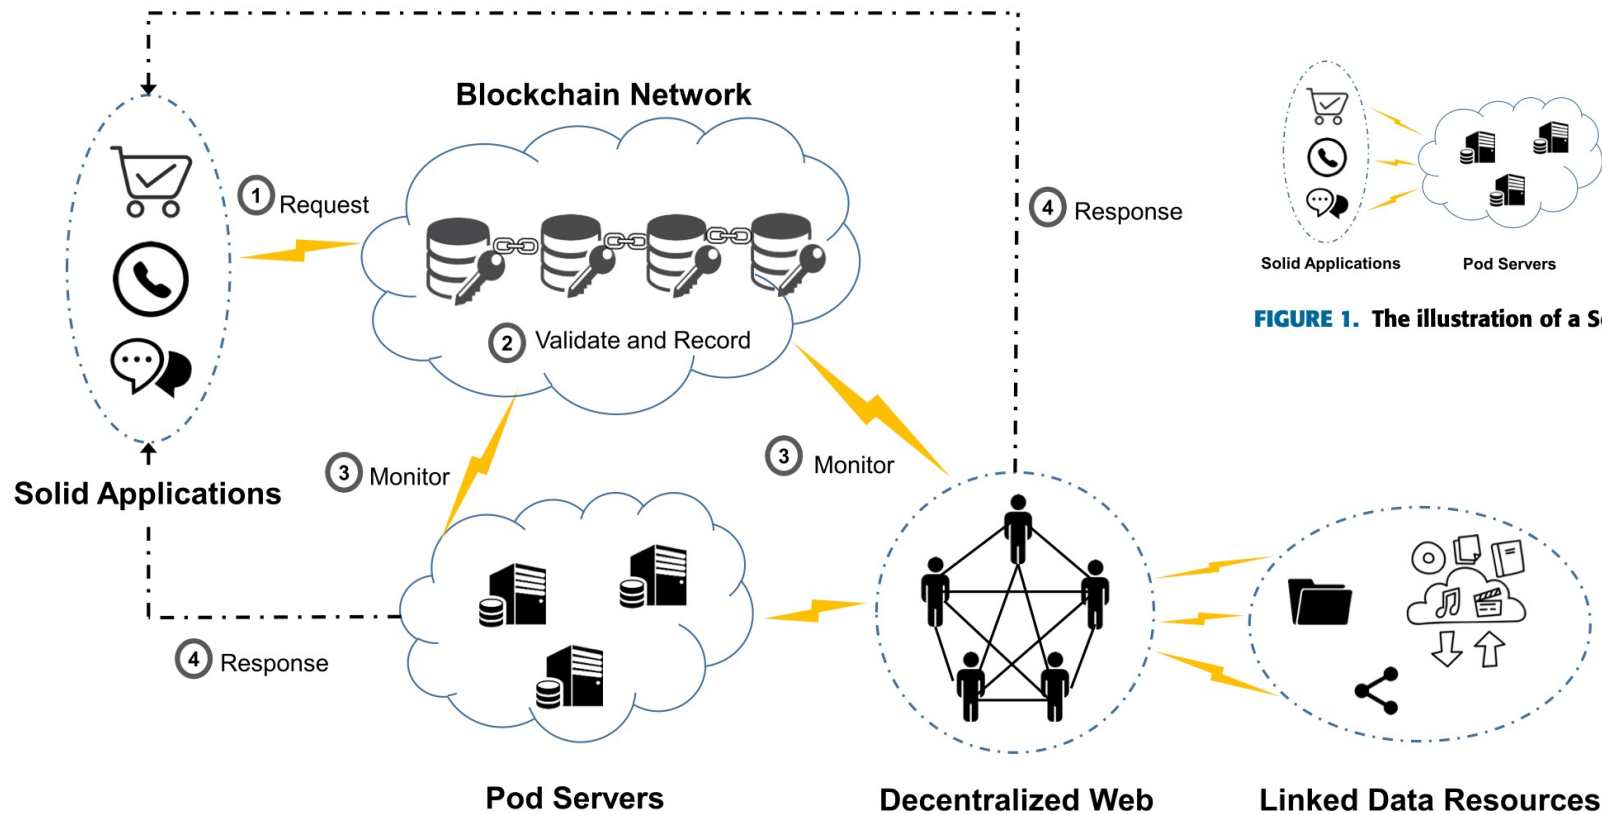 Blockchain Network
1 Request
4 Response
2 Validate and Record
3 Monitor
3 Monitor
Solid Applications
4 Response
Pod Servers
Decentralized Web
Linked Data Resources
Solid Applications
Pod Servers
FIGURE 1. The illustration of a